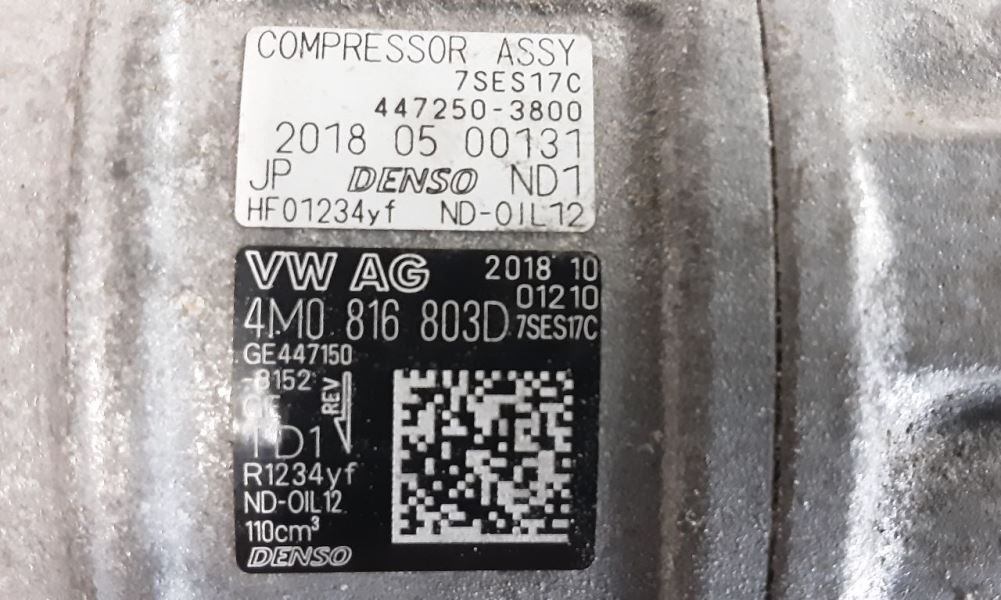 COMPRESSOR ASSY
7SES17C
447250-3800
2018 05 00131
JP DENSO ND1
HF01234yf ND-OIL12
VW AG 2018 10
01210
4M0 816 803D 7SES17C
GE447150
-8152
REV
R1234yf
ND-OIL12
110cm³
DENSO